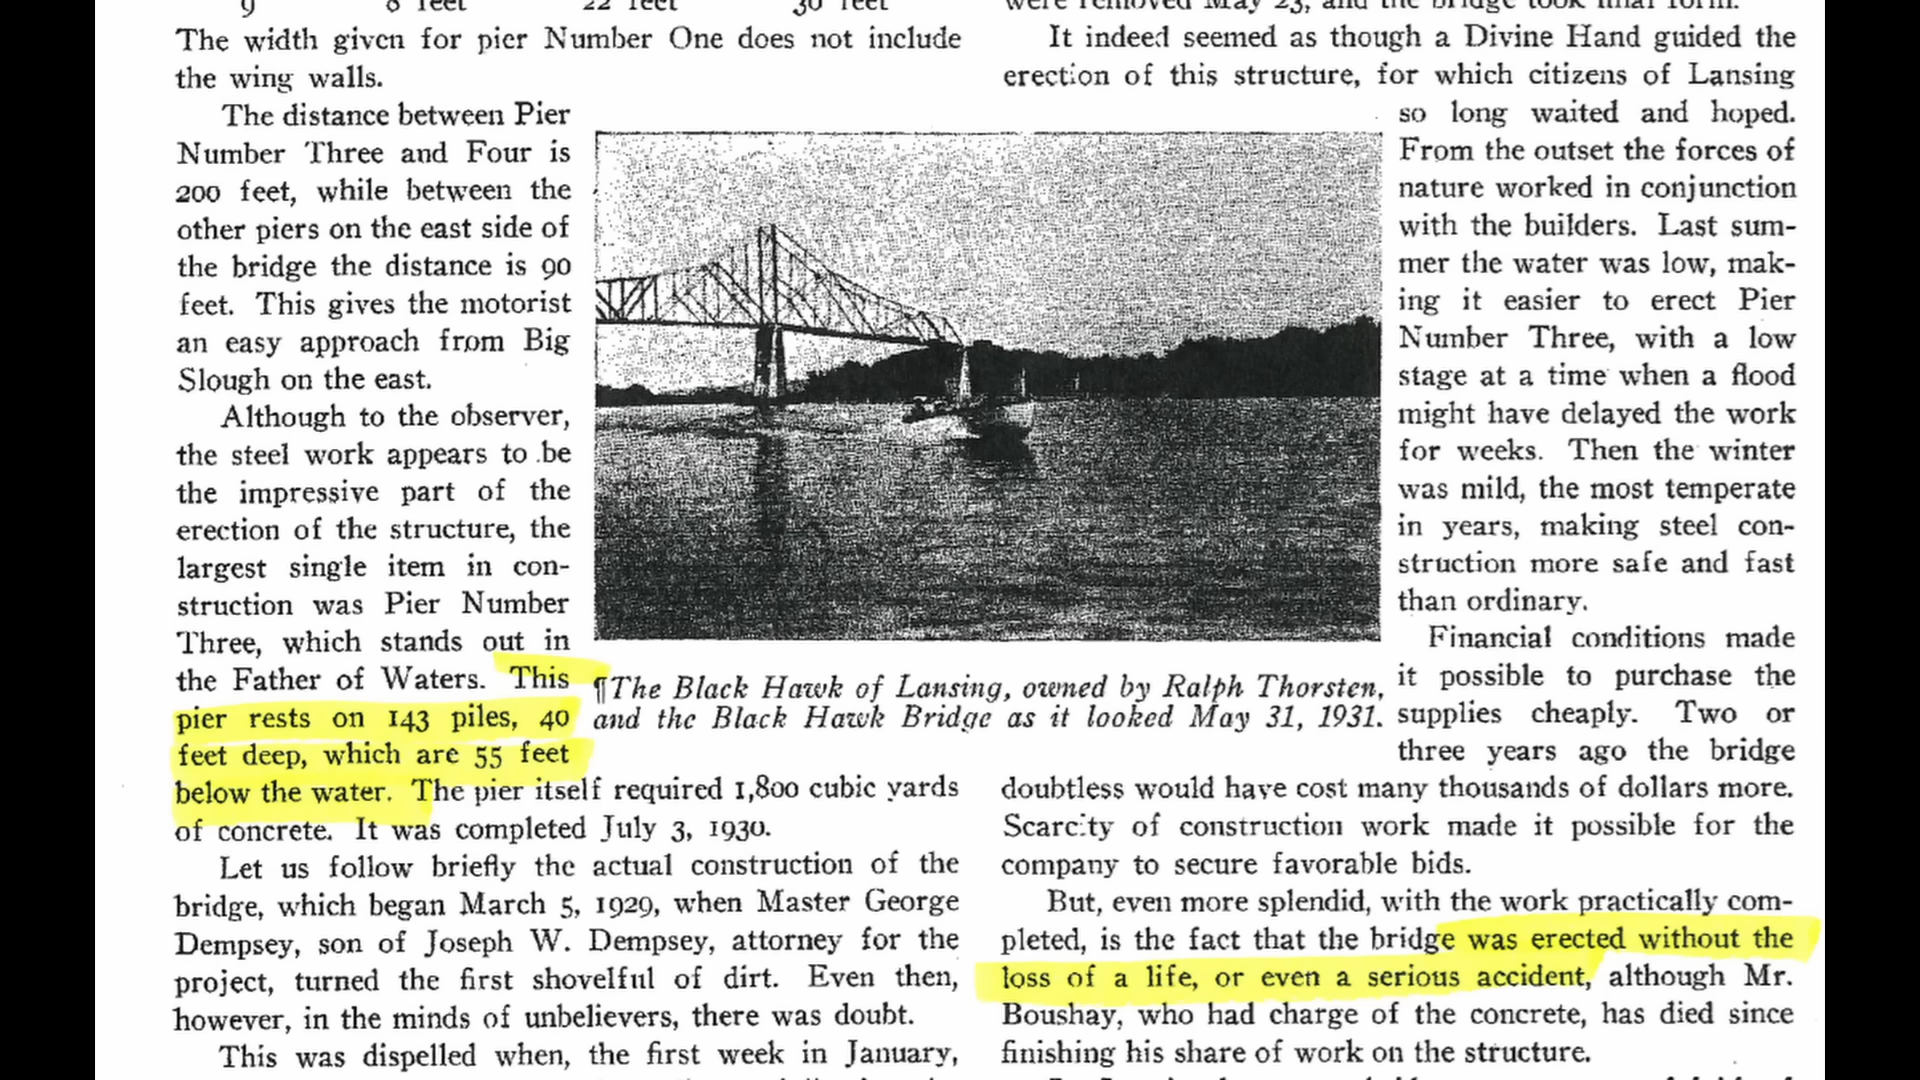 9 8 feet 22 feet 30 feet
The width given for pier Number One does not include
the wing walls.
The distance between Pier
Number Three and Four is
200 feet, while between the
other piers on the east side of
the bridge the distance is 90
feet. This gives the motorist
an easy approach from Big
Slough on the east.
Although to the observer,
the steel work appears to be
the impressive part of the
erection of the structure, the
largest single item in con-
struction was Pier Number
Three, which stands out in
the Father of Waters. This
pier rests on 143 piles, 40
feet deep, which are 55 feet
below the water. The pier itself required 1,800 cubic yards
of concrete. It was completed July 3, 1930.
Let us follow briefly the actual construction of the
bridge, which began March 5, 1929, when Master George
Dempsey, son of Joseph W. Dempsey, attorney for the
project, turned the first shovelful of dirt. Even then,
however, in the minds of unbelievers, there was doubt.
This was dispelled when, the first week in January,
¶The Black Hawk of Lansing, owned by Ralph Thorsten,
and the Black Hawk Bridge as it looked May 31, 1931.
were removed May 23, and the bridge took final form.
It indeed seemed as though a Divine Hand guided the
erection of this structure, for which citizens of Lansing
so long waited and hoped.
From the outset the forces of
nature worked in conjunction
with the builders. Last sum-
mer the water was low, mak-
ing it easier to erect Pier
Number Three, with a low
stage at a time when a flood
might have delayed the work
for weeks. Then the winter
was mild, the most temperate
in years, making steel con-
struction more safe and fast
than ordinary.
Financial conditions made
it possible to purchase the
supplies cheaply. Two or
three years ago the bridge
doubtless would have cost many thousands of dollars more.
Scarcity of construction work made it possible for the
company to secure favorable bids.
But, even more splendid, with the work practically com-
pleted, is the fact that the bridge was erected without the
loss of a life, or even a serious accident, although Mr.
Boushay, who had charge of the concrete, has died since
finishing his share of work on the structure.